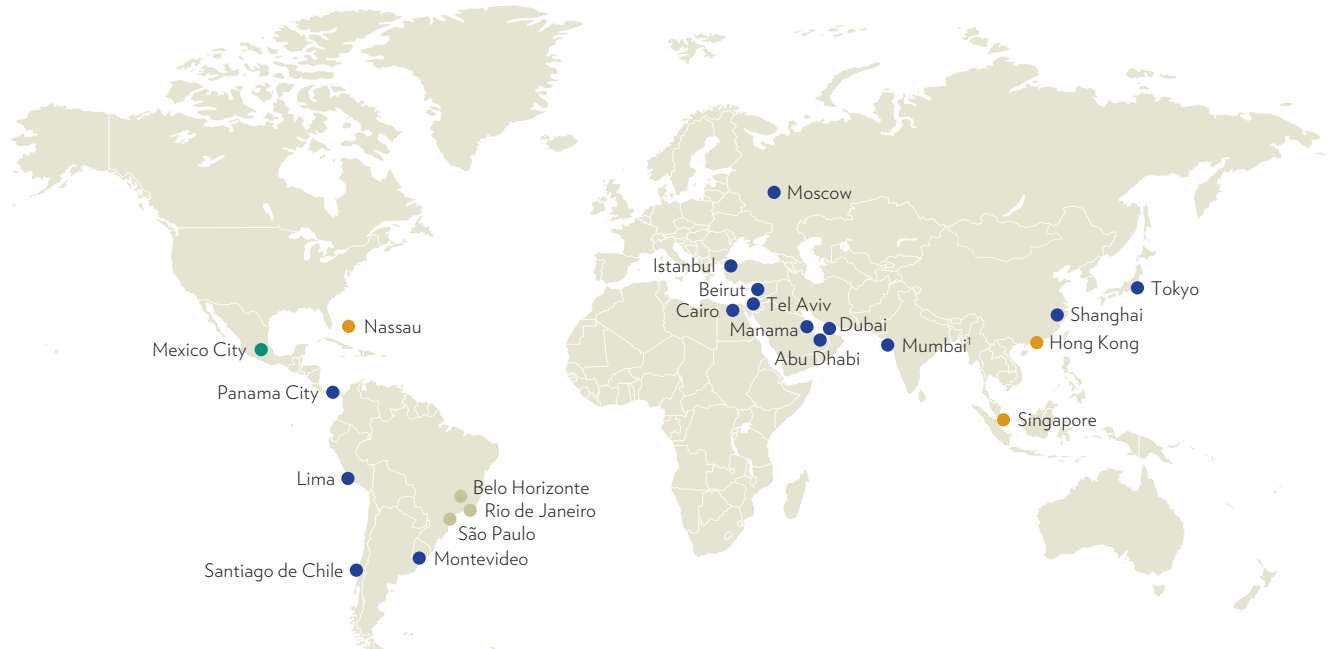 Moscow
Istanbul
Beirut
Tokyo
Tel Aviv
Cairo
Shanghai
Nassau
Dubai
Manama
Hong Kong
Mumbai¹
Mexico City
Abu Dhabi
Panama City
Singapore
Lima
Belo Horizonte
Rio de Janeiro
São Paulo
Montevideo
Santiago de Chile